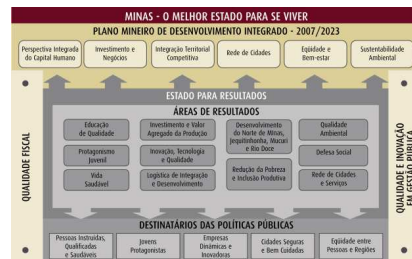 MINAS - O MELHOR ESTADO PARA SE VIVER
PLANO MINEIRO DE DESENVOLVIMENTO INTEGRADO - 2007/2023
Perspectiva Integrada
do Capital Humano
Investimento e
Negócios
Integração Territorial
Competitiva
Rede de Cidades
Eqüidade e
Bem-estar
Sustentabilidade
Ambiental
ESTADO PARA RESULTADOS
ÁREAS DE RESULTADOS
QUALIDADE FISCAL
Educação
de Qualidade
Investimento e Valor
Agregado da Produção
Desenvolvimento
do Norte de Minas,
Jequitinhonha, Mucuri
e Rio Doce
Qualidade
Ambiental
Protagonismo
Juvenil
Inovação, Tecnologia
e Qualidade
Defesa Social
Vida
Saudável
Logística de Integração
e Desenvolvimento
Redução da Pobreza
e Inclusão Produtiva
Rede de Cidades
e Serviços
QUALIDADE E INOVAÇÃO
EM GESTÃO PÚBLICA
DESTINATÁRIOS DAS POLÍTICAS PÚBLICAS
Pessoas Instruídas,
Qualificadas
e Saudáveis
Jovens
Protagonistas
Empresas
Dinâmicas e
Inovadoras
Cidades Seguras
e Bem Cuidadas
Eqüidade entre
Pessoas e Regiões